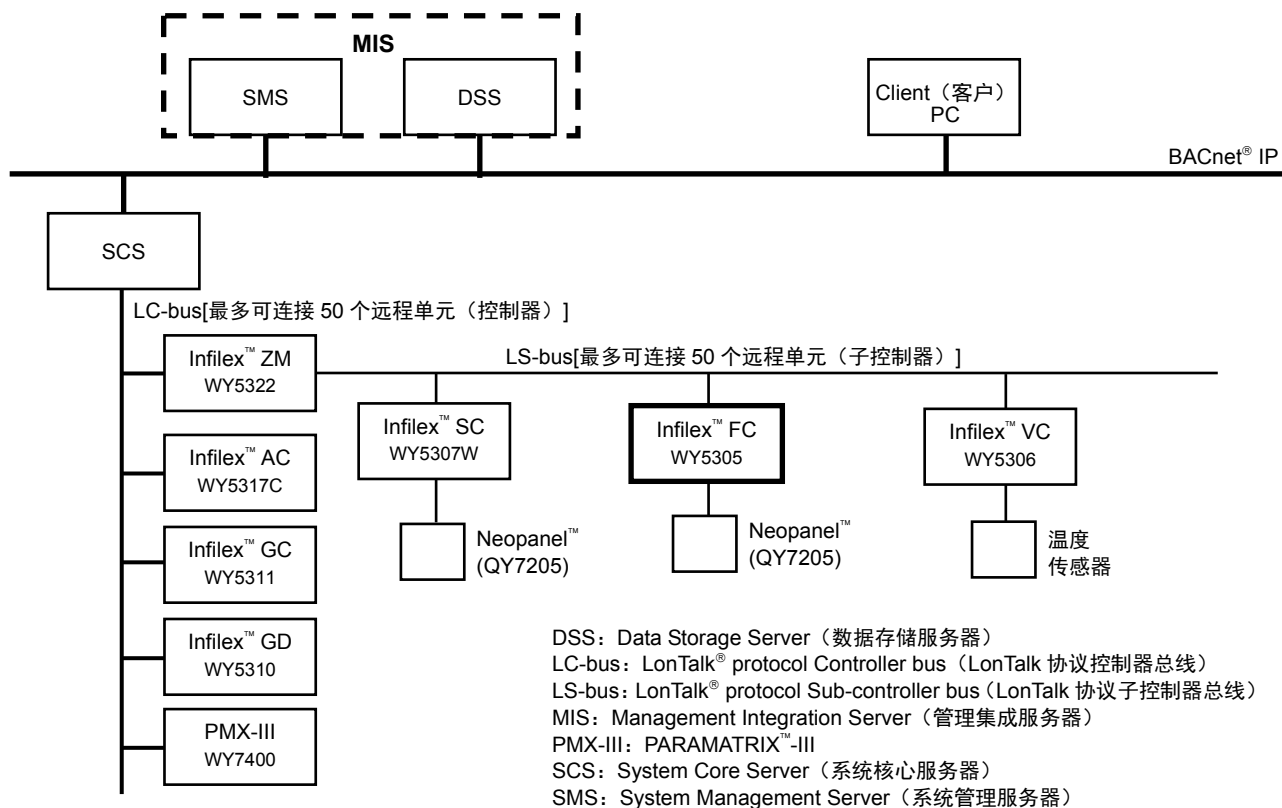 MIS
SMS
DSS
Client（客户）
PC
BACnet® IP
SCS
LC-bus[最多可连接 50 个远程单元（控制器）]
Infilex™ ZM
WY5322
LS-bus[最多可连接 50 个远程单元（子控制器）]
Infilex™ SC
WY5307W
Infilex™ FC
WY5305
Infilex™ VC
WY5306
Infilex™ AC
WY5317C
Neopanel™
(QY7205)
Neopanel™
(QY7205)
温度
传感器
Infilex™ GC
WY5311
Infilex™ GD
WY5310
PMX-III
WY7400
DSS：Data Storage Server（数据存储服务器）
LC-bus：LonTalk® protocol Controller bus（LonTalk 协议控制器总线）
LS-bus：LonTalk® protocol Sub-controller bus（LonTalk 协议子控制器总线）
MIS：Management Integration Server（管理集成服务器）
PMX-III：PARAMATRIX™-III
SCS：System Core Server（系统核心服务器）
SMS：System Management Server（系统管理服务器）